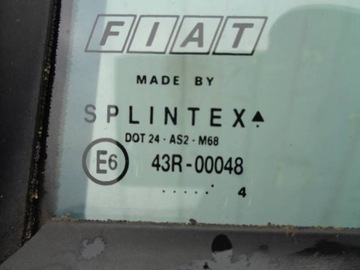 FIAT
MADE BY
SPLINTEX
DOT 24 - AS2 - M68
E6 43R-00048
..... 4